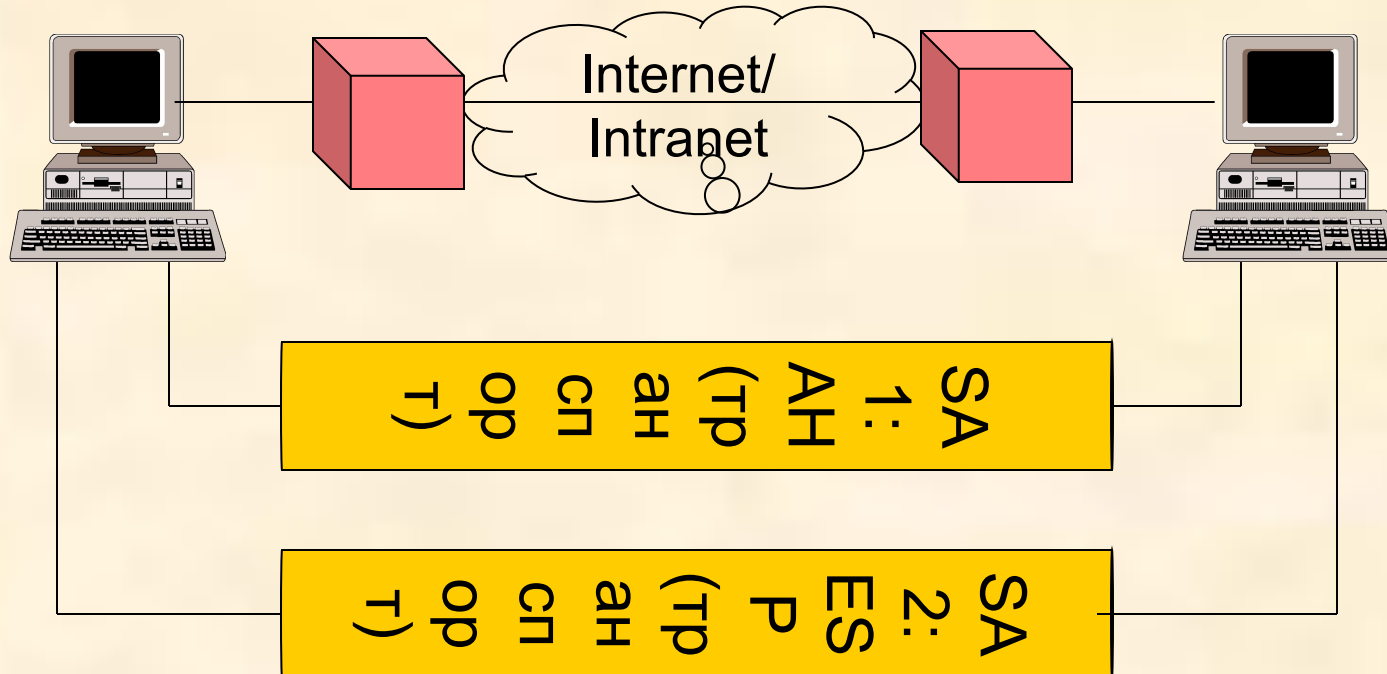 Internet/
Intranet
SA
1:
AH
(тр
ан
сп
ор
т)
SA
2:
ES
P
(тр
ан
сп
ор
т)